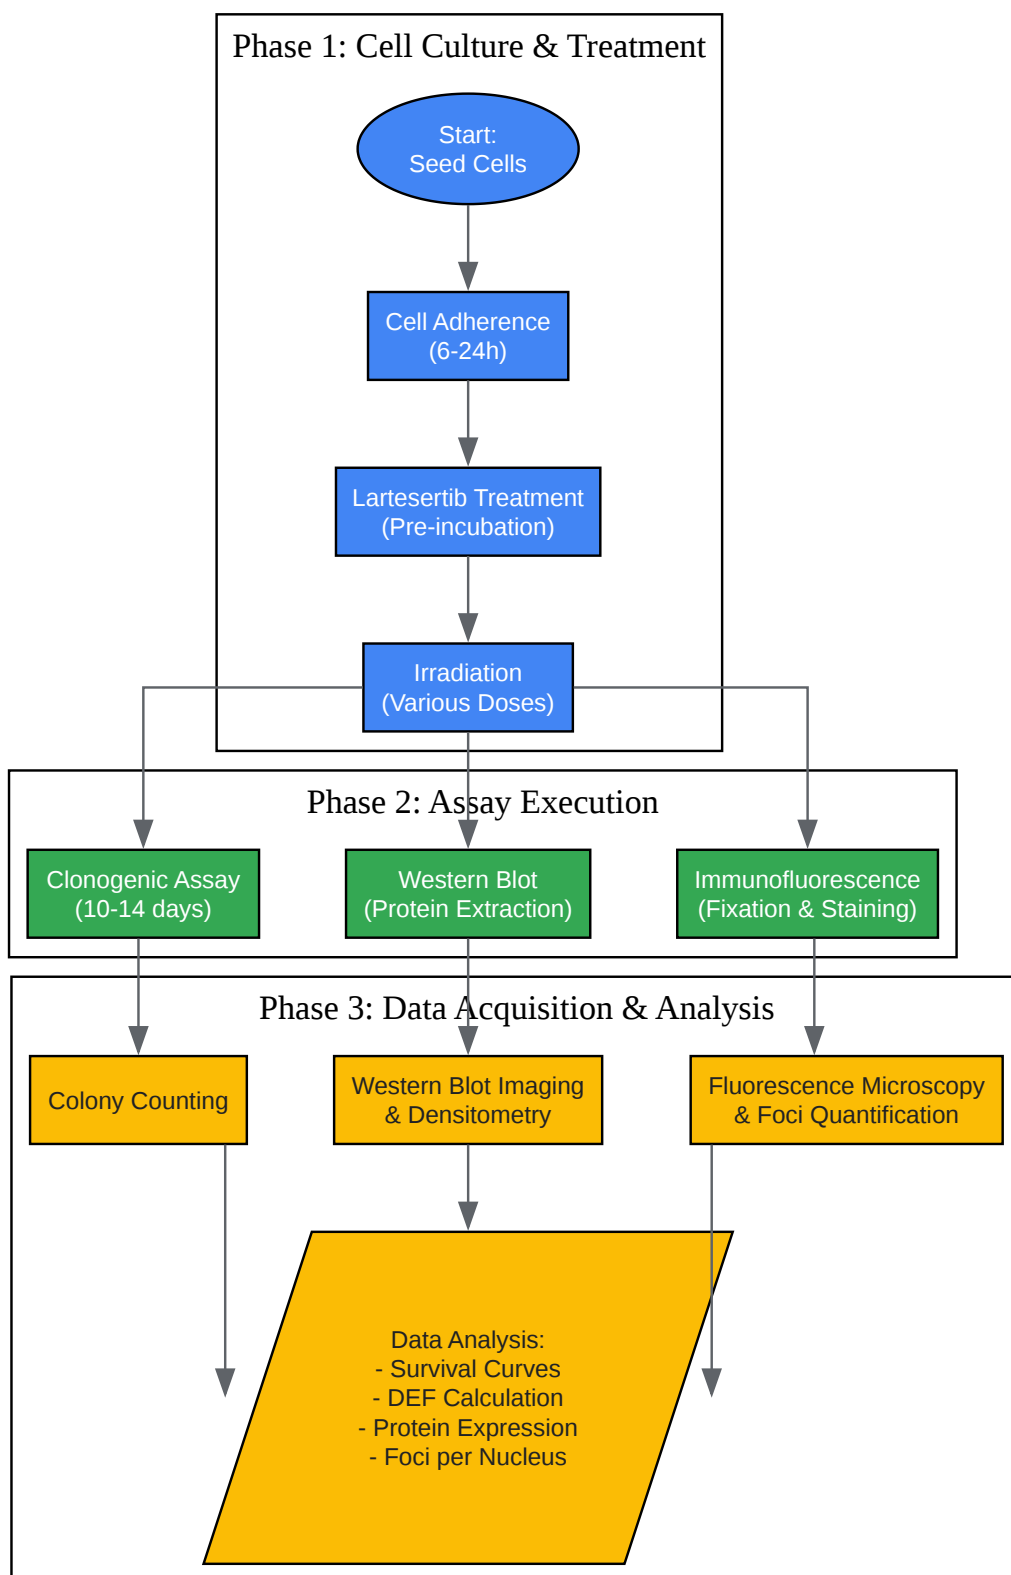 Phase 1: Cell Culture & Treatment
Start:
Seed Cells
Cell Adherence
(6-24h)
Lartesertib Treatment
(Pre-incubation)
Irradiation
(Various Doses)
Phase 2: Assay Execution
Clonogenic Assay
(10-14 days)
Western Blot
(Protein Extraction)
Immunofluorescence
(Fixation & Staining)
Phase 3: Data Acquisition & Analysis
Colony Counting
Western Blot Imaging
& Densitometry
Fluorescence Microscopy
& Foci Quantification
Data Analysis:
- Survival Curves
- DEF Calculation
- Protein Expression
- Foci per Nucleus